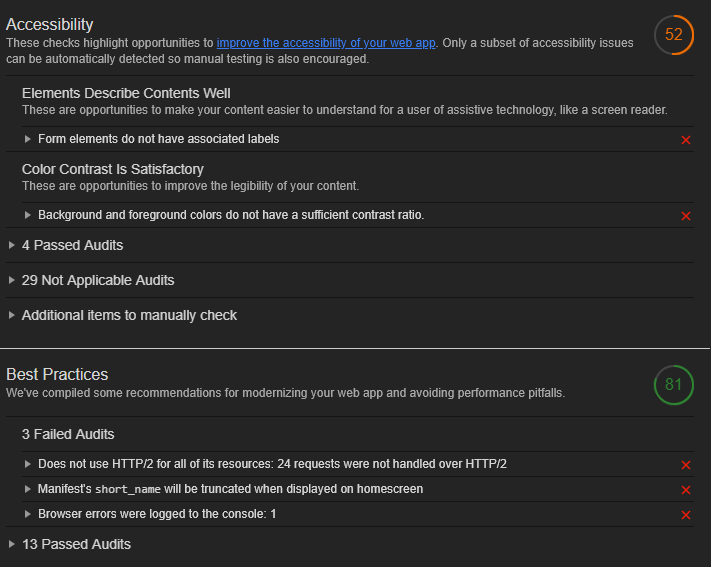 Accessibility
52
These checks highlight opportunities to improve the accessibility of your web app. Only a subset of accessibility issues
can be automatically detected so manual testing is also encouraged.
Elements Describe Contents Well
These are opportunities to make your content easier to understand for a user of assistive technology, like a screen reader.
Form elements do not have associated labels
Color Contrast Is Satisfactory
These are opportunities to improve the legibility of your content.
Background and foreground colors do not have a sufficient contrast ratio.
4 Passed Audits
29 Not Applicable Audits
Additional items to manually check
Best Practices
81
We've compiled some recommendations for modernizing your web app and avoiding performance pitfalls.
3 Failed Audits
Does not use HTTP/2 for all of its resources: 24 requests were not handled over HTTP/2
Manifest's short_name will be truncated when displayed on homescreen
Browser errors were logged to the console: 1
13 Passed Audits